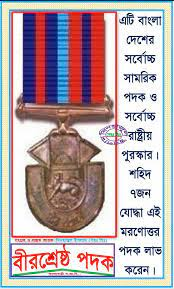 এটি বাংলা
দেশের
সর্বোচ্চ
সামরিক
পদক ও
সর্বোচ্চ
রাষ্ট্রীয়
পুরস্কার।
শহিদ
৭জন
যোদ্ধা এই
মরণোত্তর
পদক লাভ
করেন।
বীরশ্রেষ্ঠ পদক